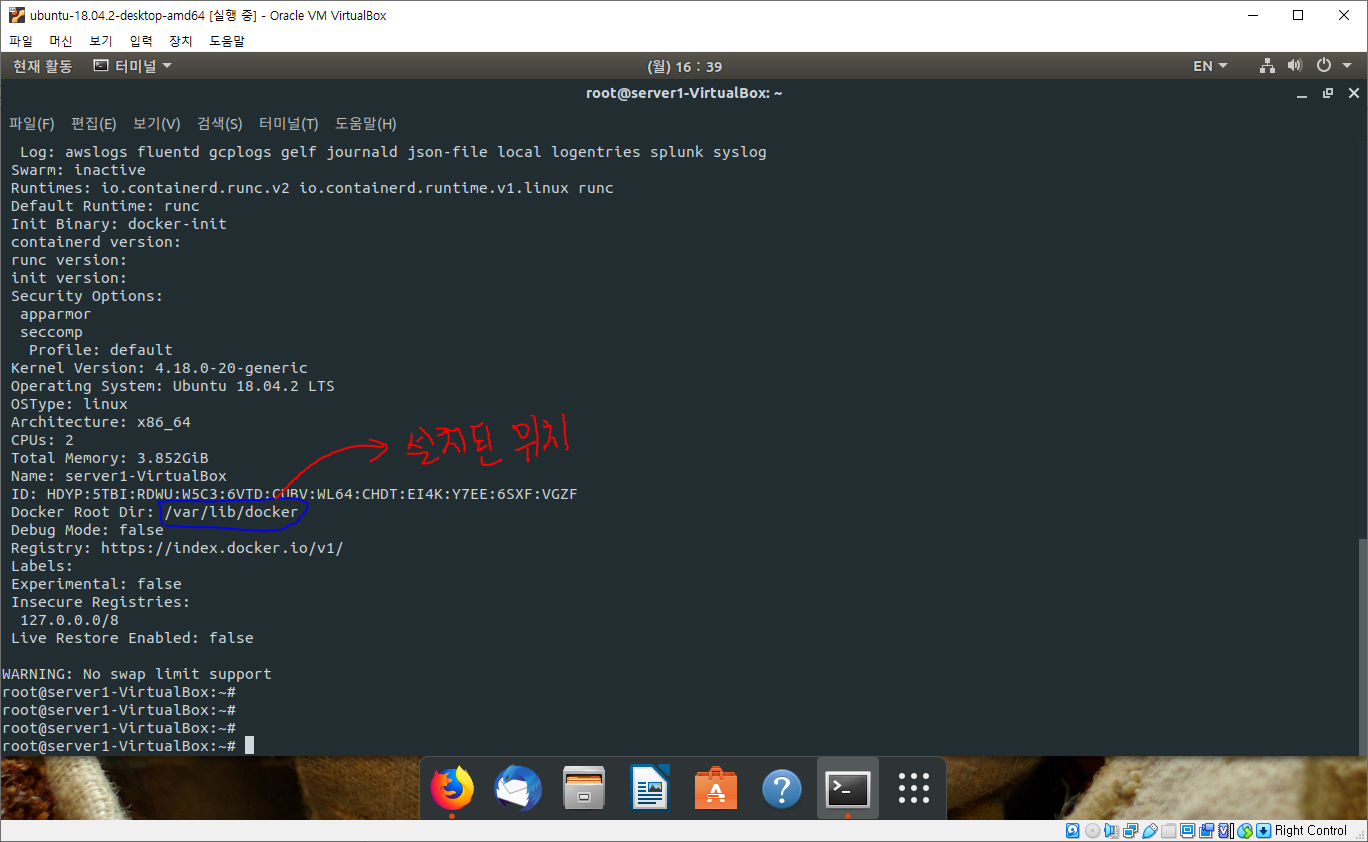 ubuntu-18.04.2-desktop-amd64 [실행 중] - Oracle VM VirtualBox
파일 머신 보기 입력 장치 도움말
현재 활동 터미널 (월) 16 : 39 EN
root@server1-VirtualBox: ~
파일(F) 편집(E) 보기(V) 검색(S) 터미널(T) 도움말(H)
Log: awslogs fluentd gcplogs gelf journald json-file local logentries splunk syslog
Swarm: inactive
Runtimes: io.containerd.runc.v2 io.containerd.runtime.v1.linux runc
Default Runtime: runc
Init Binary: docker-init
containerd version:
runc version:
init version:
Security Options:
apparmor
seccomp
Profile: default
Kernel Version: 4.18.0-20-generic
Operating System: Ubuntu 18.04.2 LTS
OSType: linux
Architecture: x86_64
CPUs: 2
설치된 위치
Total Memory: 3.852GiB
Name: server1-VirtualBox
ID: HDYP:5TBI:RDWU:W5C3:6VTD:CUBV:WL64:CHDT:EI4K:Y7EE:6SXF:VGZF
Docker Root Dir: /var/lib/docker
Debug Mode: false
Registry: https://index.docker.io/v1/
Labels:
Experimental: false
Insecure Registries:
127.0.0.0/8
Live Restore Enabled: false
WARNING: No swap limit support
root@server1-VirtualBox:~#
root@server1-VirtualBox:~#
root@server1-VirtualBox:~#
root@server1-VirtualBox:~#
Right Control